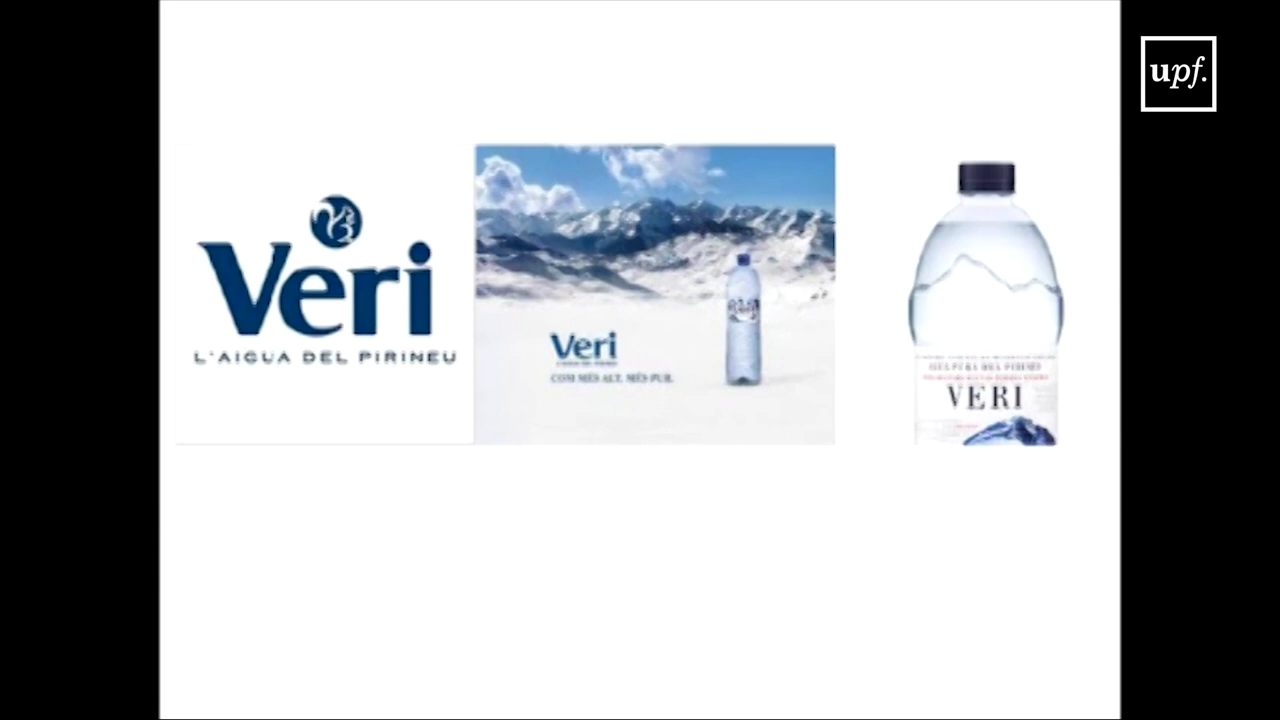 upf.
Veri
L'AIGUA DEL PIRINEU
Veri
COM MÉS ALT. MÉS PUR.
VERI